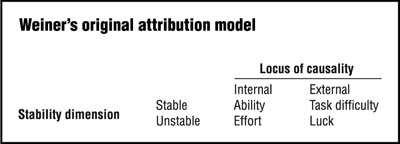 Weiner's original attribution model
Locus of causality
Internal External
Stability dimension Stable Ability Task difficulty
Unstable Effort Luck